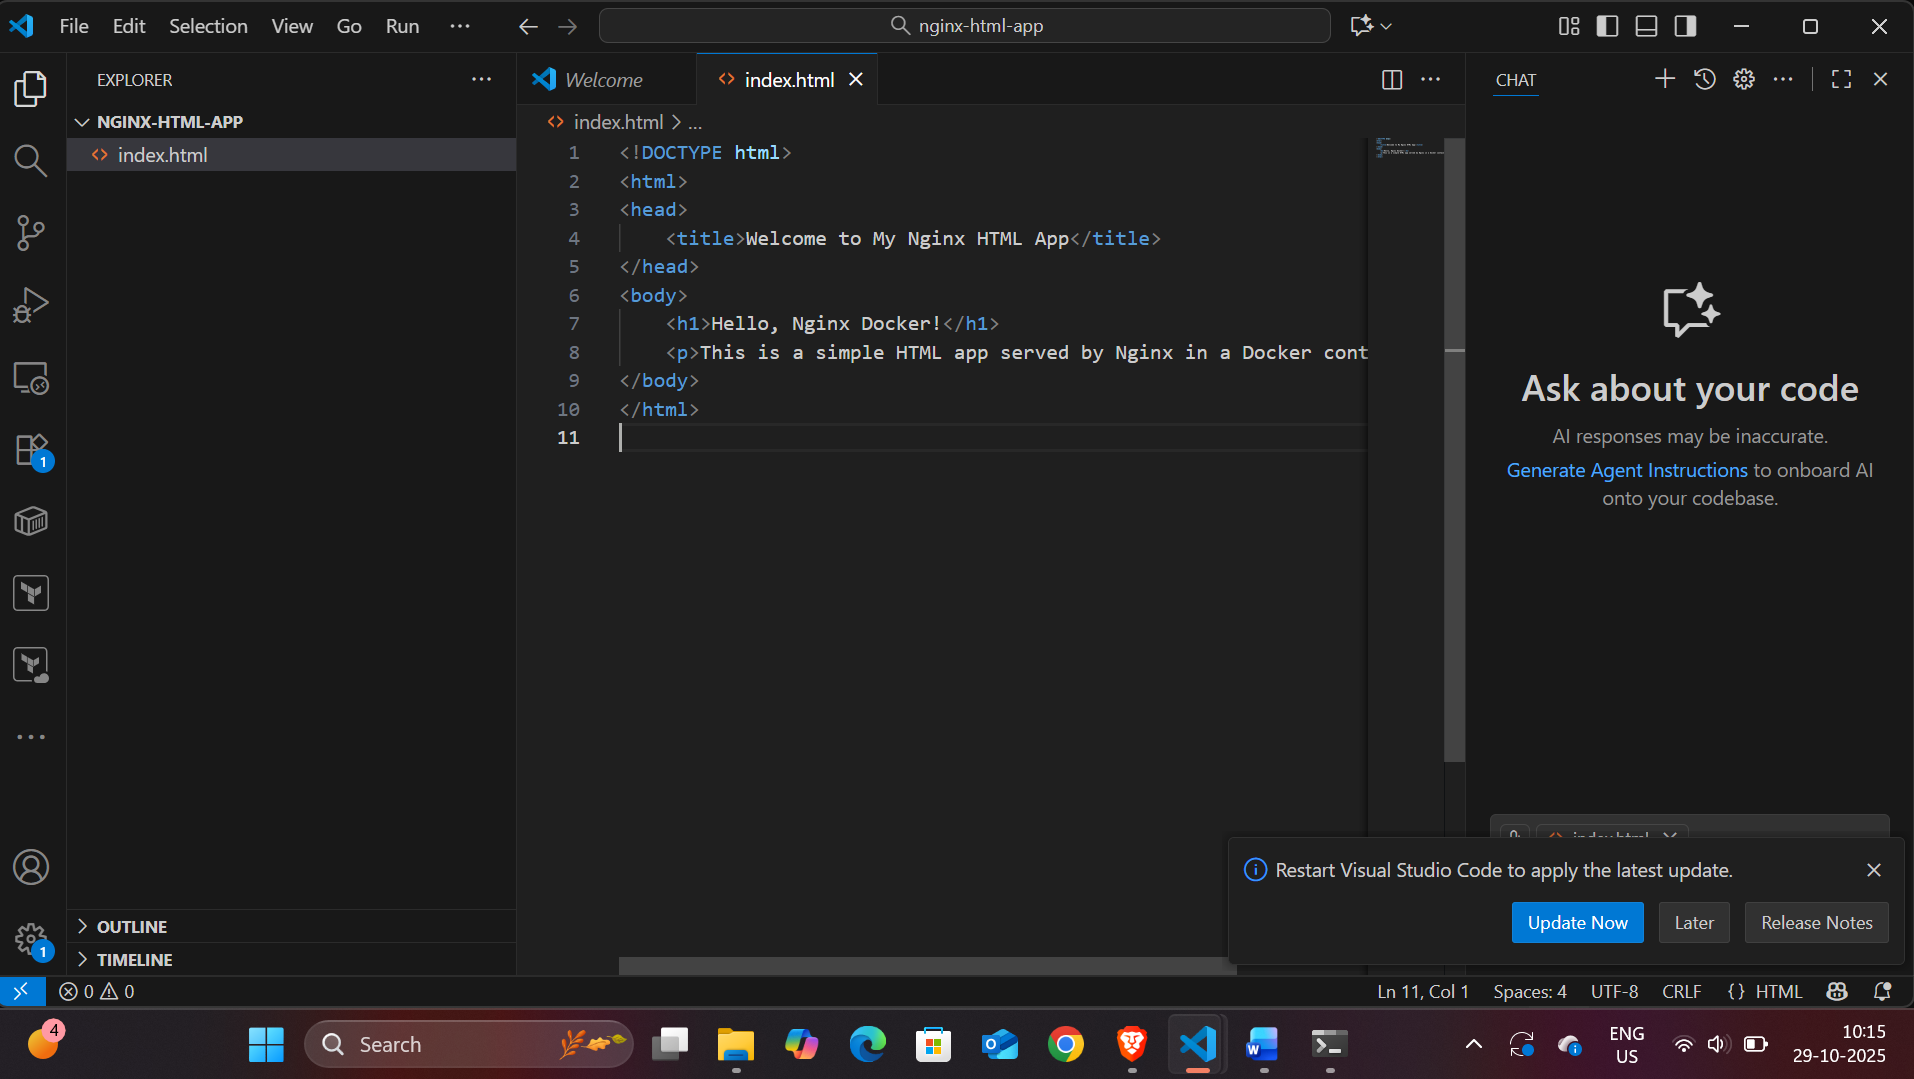 File Edit Selection View Go Run ···
nginx-html-app
EXPLORER
NGINX-HTML-APP
index.html
OUTLINE
TIMELINE
Welcome
index.html
index.html > ...
1 <!DOCTYPE html>
2 <html>
3 <head>
4 <title>Welcome to My Nginx HTML App</title>
5 </head>
6 <body>
7 <h1>Hello, Nginx Docker!</h1>
8 <p>This is a simple HTML app served by Nginx in a Docker cont
9 </body>
10 </html>
11
CHAT
Ask about your code
AI responses may be inaccurate.
Generate Agent Instructions to onboard AI
onto your codebase.
index.html
Restart Visual Studio Code to apply the latest update.
Update Now Later Release Notes
1
1
0 0
Ln 11, Col 1 Spaces: 4 UTF-8 CRLF {} HTML
4
Search
ENG
US
10:15
29-10-2025